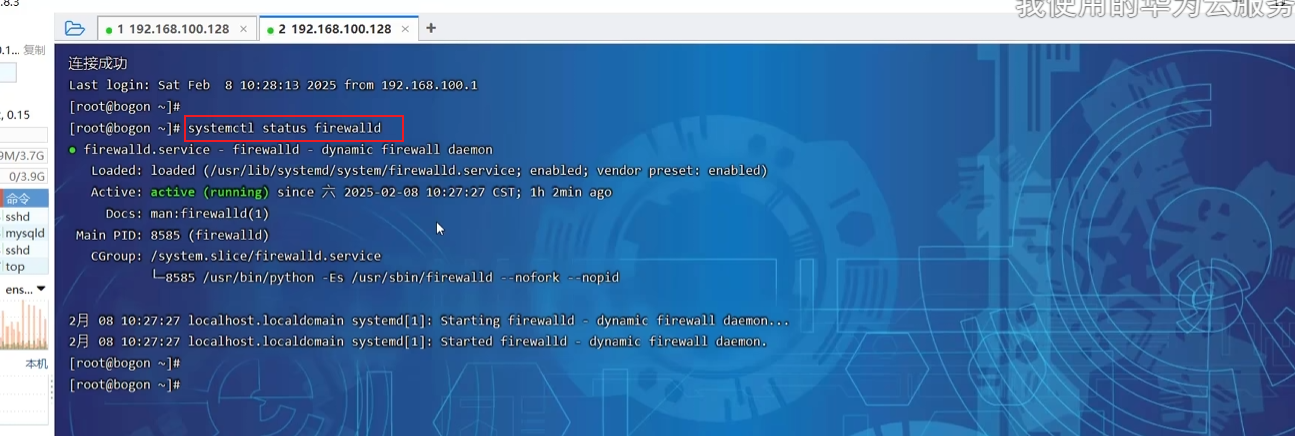 .8.3
我使用的华为云服务
1 192.168.100.128 × 2 192.168.100.128 × +
0.1... 复制
, 0.15
9M/3.7G
0/3.9G
命令
sshd
mysqld
sshd
top
ens...
本机
连接成功
Last login: Sat Feb  8 10:28:13 2025 from 192.168.100.1
[root@bogon ~]#
[root@bogon ~]# systemctl status firewalld
● firewalld.service - firewalld - dynamic firewall daemon
Loaded: loaded (/usr/lib/systemd/system/firewalld.service; enabled; vendor preset: enabled)
Active: active (running) since 六 2025-02-08 10:27:27 CST; 1h 2min ago
Docs: man:firewalld(1)
Main PID: 8585 (firewalld)
CGroup: /system.slice/firewalld.service
└─8585 /usr/bin/python -Es /usr/sbin/firewalld --nofork --nopid
2月 08 10:27:27 localhost.localdomain systemd[1]: Starting firewalld - dynamic firewall daemon...
2月 08 10:27:27 localhost.localdomain systemd[1]: Started firewalld - dynamic firewall daemon.
[root@bogon ~]#
[root@bogon ~]#